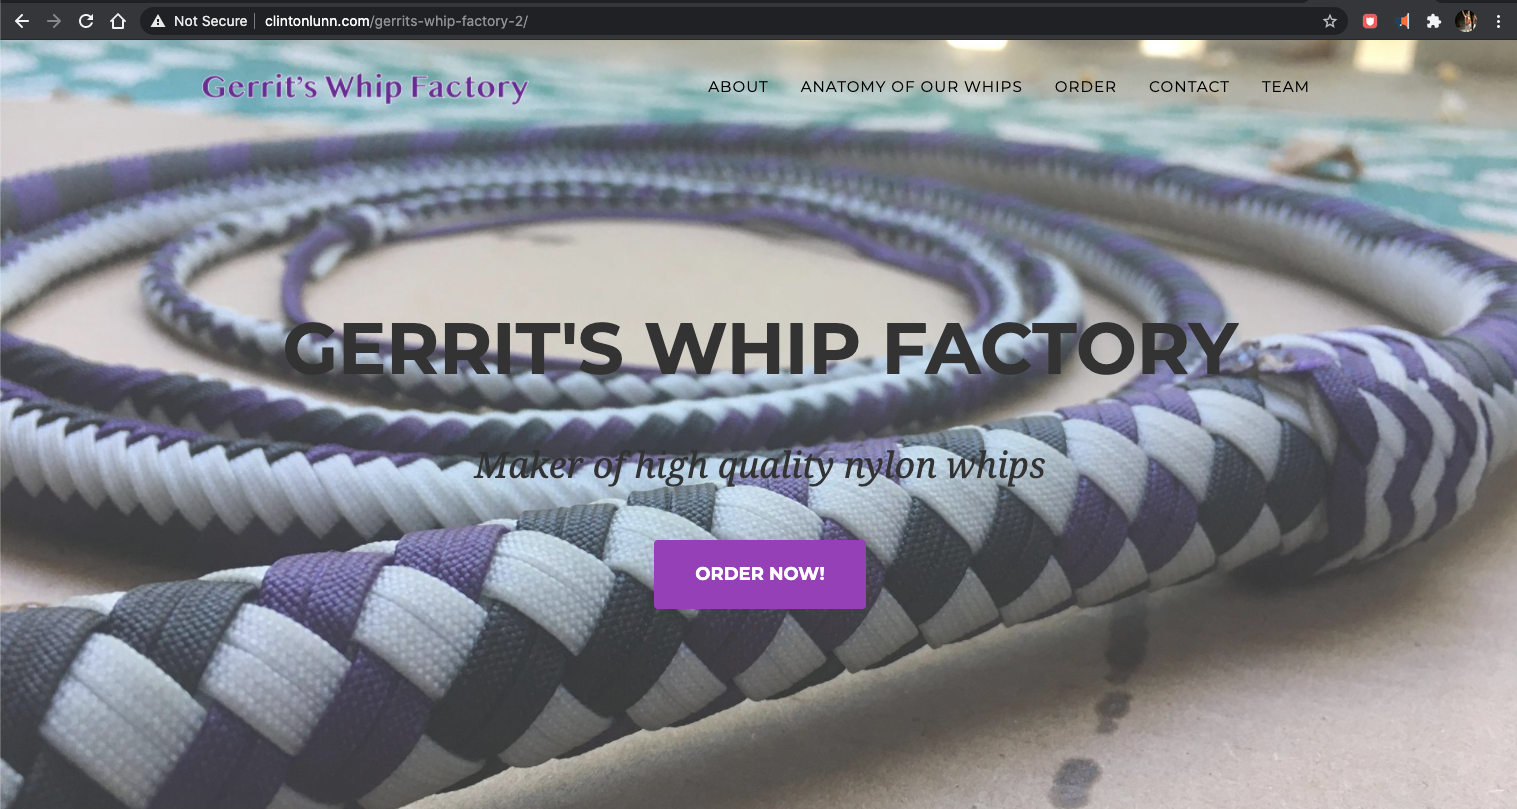 Not Secure clintonlunn.com/gerrits-whip-factory-2/
Gerrit's Whip Factory ABOUT ANATOMY OF OUR WHIPS ORDER CONTACT TEAM
GERRIT'S WHIP FACTORY
Maker of high quality nylon whips
ORDER NOW!